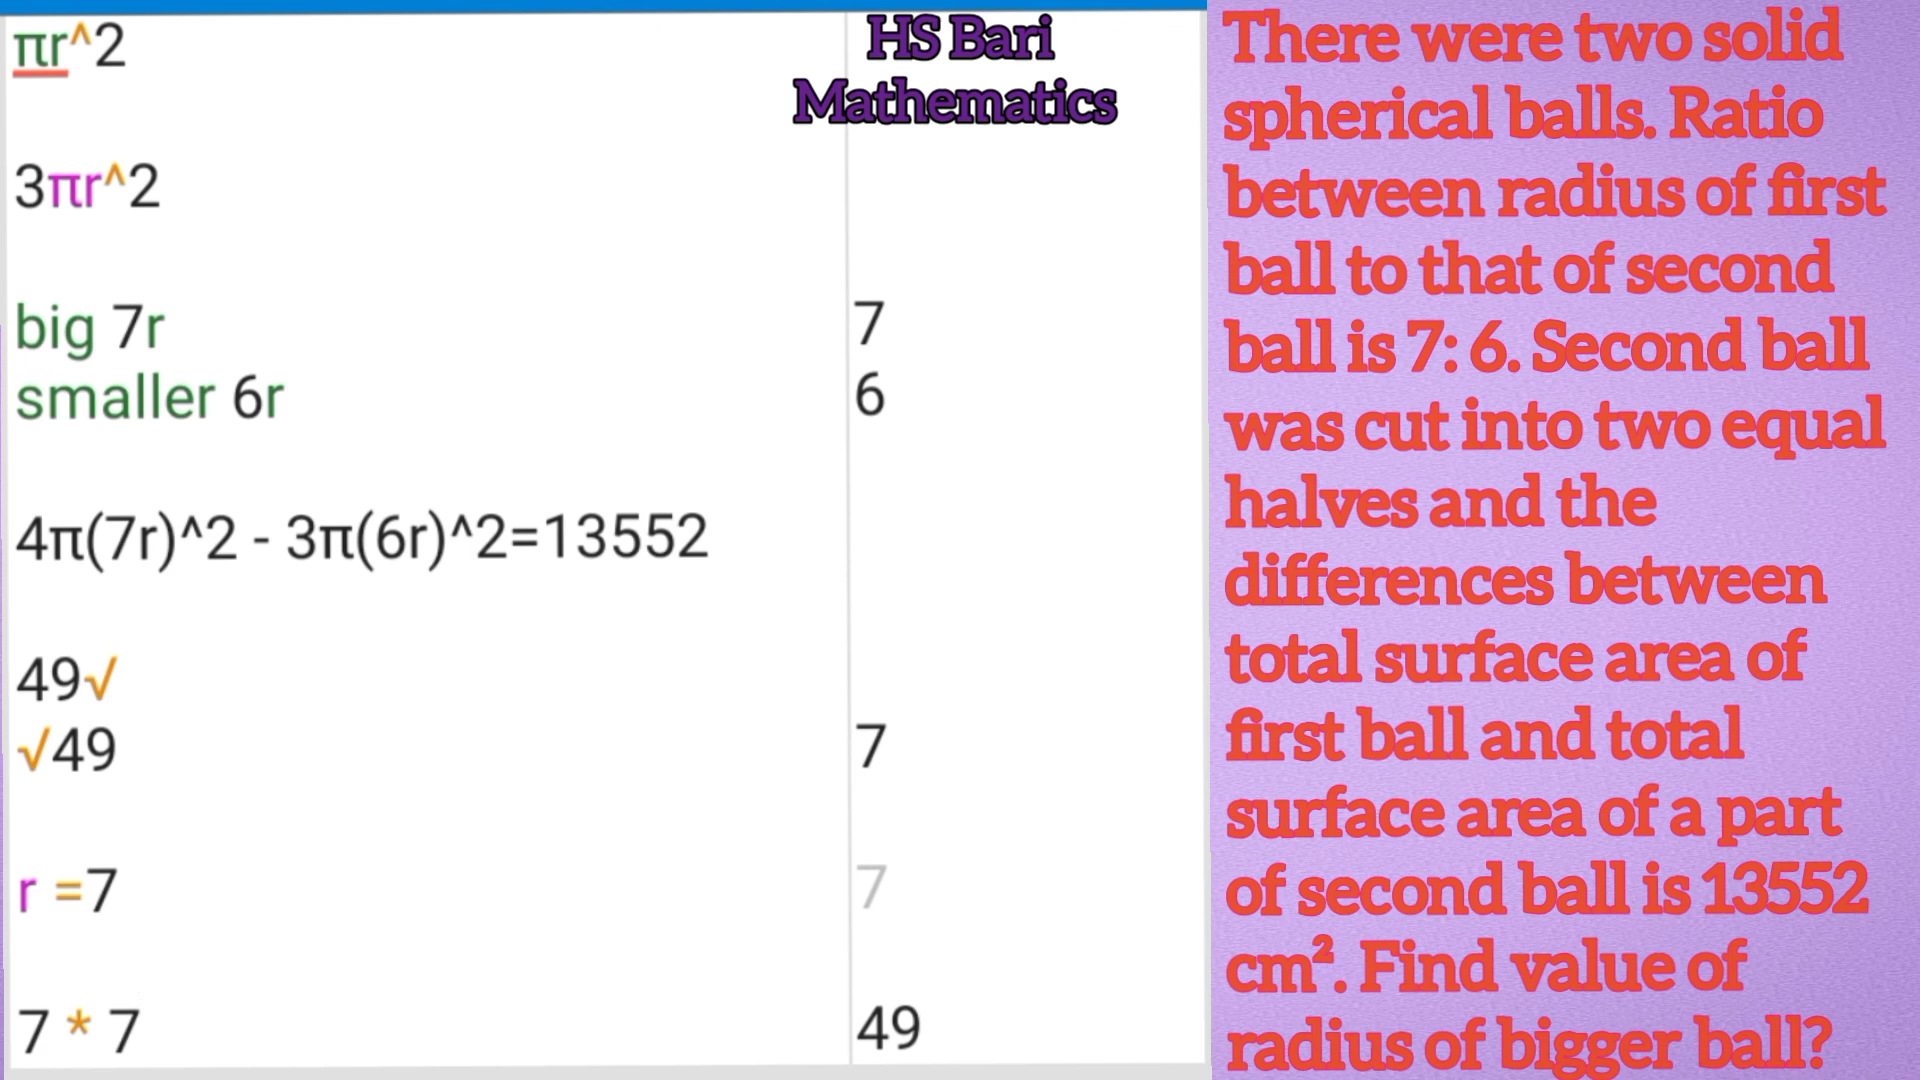 πr^2
3πr^2
big 7r
7
smaller 6r
6
4π(7r)^2 - 3π(6r)^2=13552
49√
√49
7
r =7
7
7 * 7
49
HS Bari
Mathematics
There were two solid
spherical balls. Ratio
between radius of first
ball to that of second
ball is 7: 6. Second ball
was cut into two equal
halves and the
differences between
total surface area of
first ball and total
surface area of a part
of second ball is 13552
cm². Find value of
radius of bigger ball?